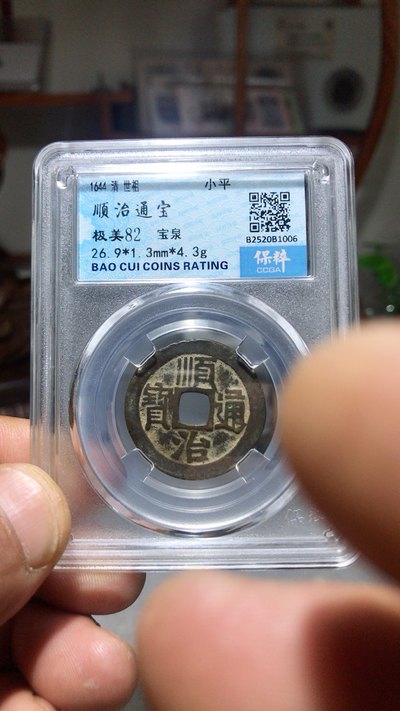 1644 清 世祖 小平
順治通宝
极美82 宝泉
26.9*1.3mm*4.3g
BAO CUI COINS RATING
B2520B1006
保粹
CCGA
順治通寶